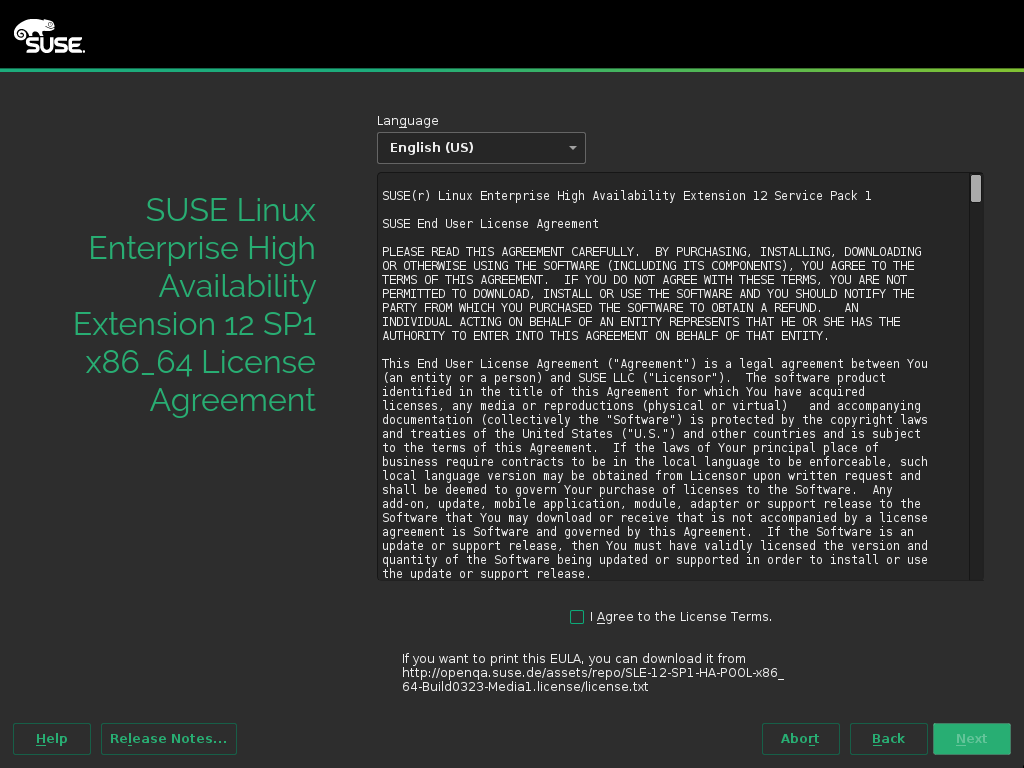 SUSE
Language
English (US)
SUSE Linux
Enterprise High
Availability
Extension 12 SP1
x86_64 License
Agreement
SUSE(r) Linux Enterprise High Availability Extension 12 Service Pack 1
SUSE End User License Agreement
PLEASE READ THIS AGREEMENT CAREFULLY.  BY PURCHASING, INSTALLING, DOWNLOADING
OR OTHERWISE USING THE SOFTWARE (INCLUDING ITS COMPONENTS), YOU AGREE TO THE
TERMS OF THIS AGREEMENT.  IF YOU DO NOT AGREE WITH THESE TERMS, YOU ARE NOT
PERMITTED TO DOWNLOAD, INSTALL OR USE THE SOFTWARE AND YOU SHOULD NOTIFY THE
PARTY FROM WHICH YOU PURCHASED THE SOFTWARE TO OBTAIN A REFUND.   AN
INDIVIDUAL ACTING ON BEHALF OF AN ENTITY REPRESENTS THAT HE OR SHE HAS THE
AUTHORITY TO ENTER INTO THIS AGREEMENT ON BEHALF OF THAT ENTITY.
This End User License Agreement ("Agreement") is a legal agreement between You
(an entity or a person) and SUSE LLC ("Licensor").  The software product
identified in the title of this Agreement for which You have acquired
licenses, any media or reproductions (physical or virtual)   and accompanying
documentation (collectively the "Software") is protected by the copyright laws
and treaties of the United States ("U.S.") and other countries and is subject
to the terms of this Agreement.  If the laws of Your principal place of
business require contracts to be in the local language to be enforceable, such
local language version may be obtained from Licensor upon written request and
shall be deemed to govern Your purchase of licenses to the Software.  Any
add-on, update, mobile application, module, adapter or support release to the
Software that You may download or receive that is not accompanied by a license
agreement is Software and governed by this Agreement.  If the Software is an
update or support release, then You must have validly licensed the version and
quantity of the Software being updated or supported in order to install or use
the update or support release.
I Agree to the License Terms.
If you want to print this EULA, you can download it from
http://openqa.suse.de/assets/repo/SLE-12-SP1-HA-POOL-x86_
64-Build0323-Media1.license/license.txt
Help
Release Notes...
Abort
Back
Next